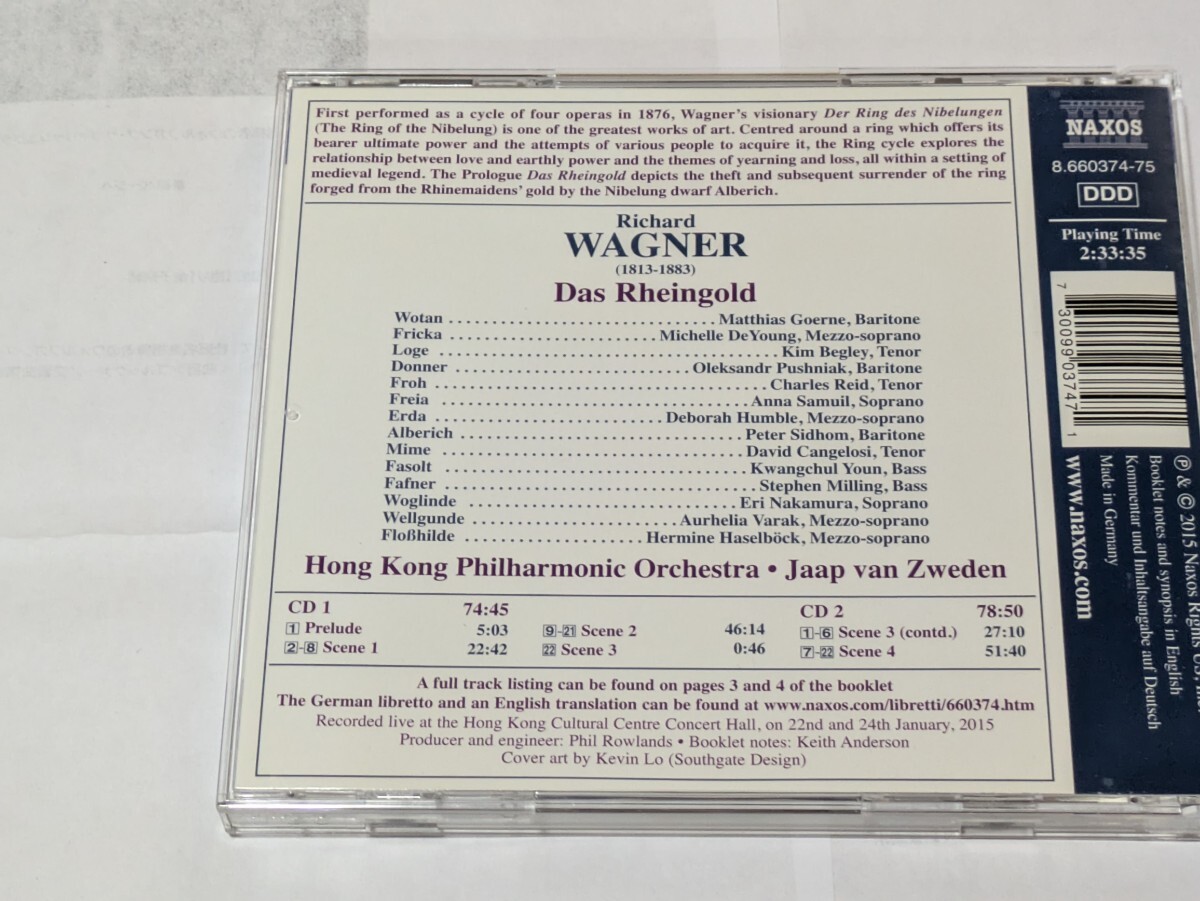 First performed as a cycle of four operas in 1876, Wagner's visionary Der Ring des Nibelungen
(The Ring of the Nibelung) is one of the greatest works of art. Centred around a ring which offers its
bearer ultimate power and the attempts of various people to acquire it, the Ring cycle explores the
relationship between love and earthly power and the themes of yearning and loss, all within a setting of
medieval legend. The Prologue Das Rheingold depicts the theft and subsequent surrender of the ring
forged from the Rhinemaidens' gold by the Nibelung dwarf Alberich.
Richard
WAGNER
(1813-1883)
Das Rheingold
Wotan ................................ Matthias Goerne, Baritone
Fricka ......................... Michelle DeYoung, Mezzo-soprano
Loge ........................................ Kim Begley, Tenor
Donner ............................ Oleksandr Pushniak, Baritone
Froh ...................................... Charles Reid, Tenor
Freia .................................... Anna Samuil, Soprano
Erda .......................... Deborah Humble, Mezzo-soprano
Alberich ................................. Peter Sidhom, Baritone
Mime .................................. David Cangelosi, Tenor
Fasolt ................................... Kwangchul Youn, Bass
Fafner ................................... Stephen Milling, Bass
Woglinde ................................ Eri Nakamura, Soprano
Wellgunde ........................ Aurhelia Varak, Mezzo-soprano
Floßhilde ..................... Hermine Haselböck, Mezzo-soprano
Hong Kong Philharmonic Orchestra • Jaap van Zweden
CD 1 74:45
1 Prelude 5:03
2-8 Scene 1 22:42
9-21 Scene 2 46:14
22 Scene 3 0:46
CD 2 78:50
1-6 Scene 3 (contd.) 27:10
7-22 Scene 4 51:40
A full track listing can be found on pages 3 and 4 of the booklet
The German libretto and an English translation can be found at www.naxos.com/libretti/660374.htm
Recorded live at the Hong Kong Cultural Centre Concert Hall, on 22nd and 24th January, 2015
Producer and engineer: Phil Rowlands • Booklet notes: Keith Anderson
Cover art by Kevin Lo (Southgate Design)
NAXOS
8.660374-75
DDD
Playing Time
2:33:35
7 30099 03747 1
℗ & © 2015 Naxos Rights
Booklet notes and synopsis in English
Kommentar und Inhaltsangabe auf Deutsch
Made in Germany
www.naxos.com